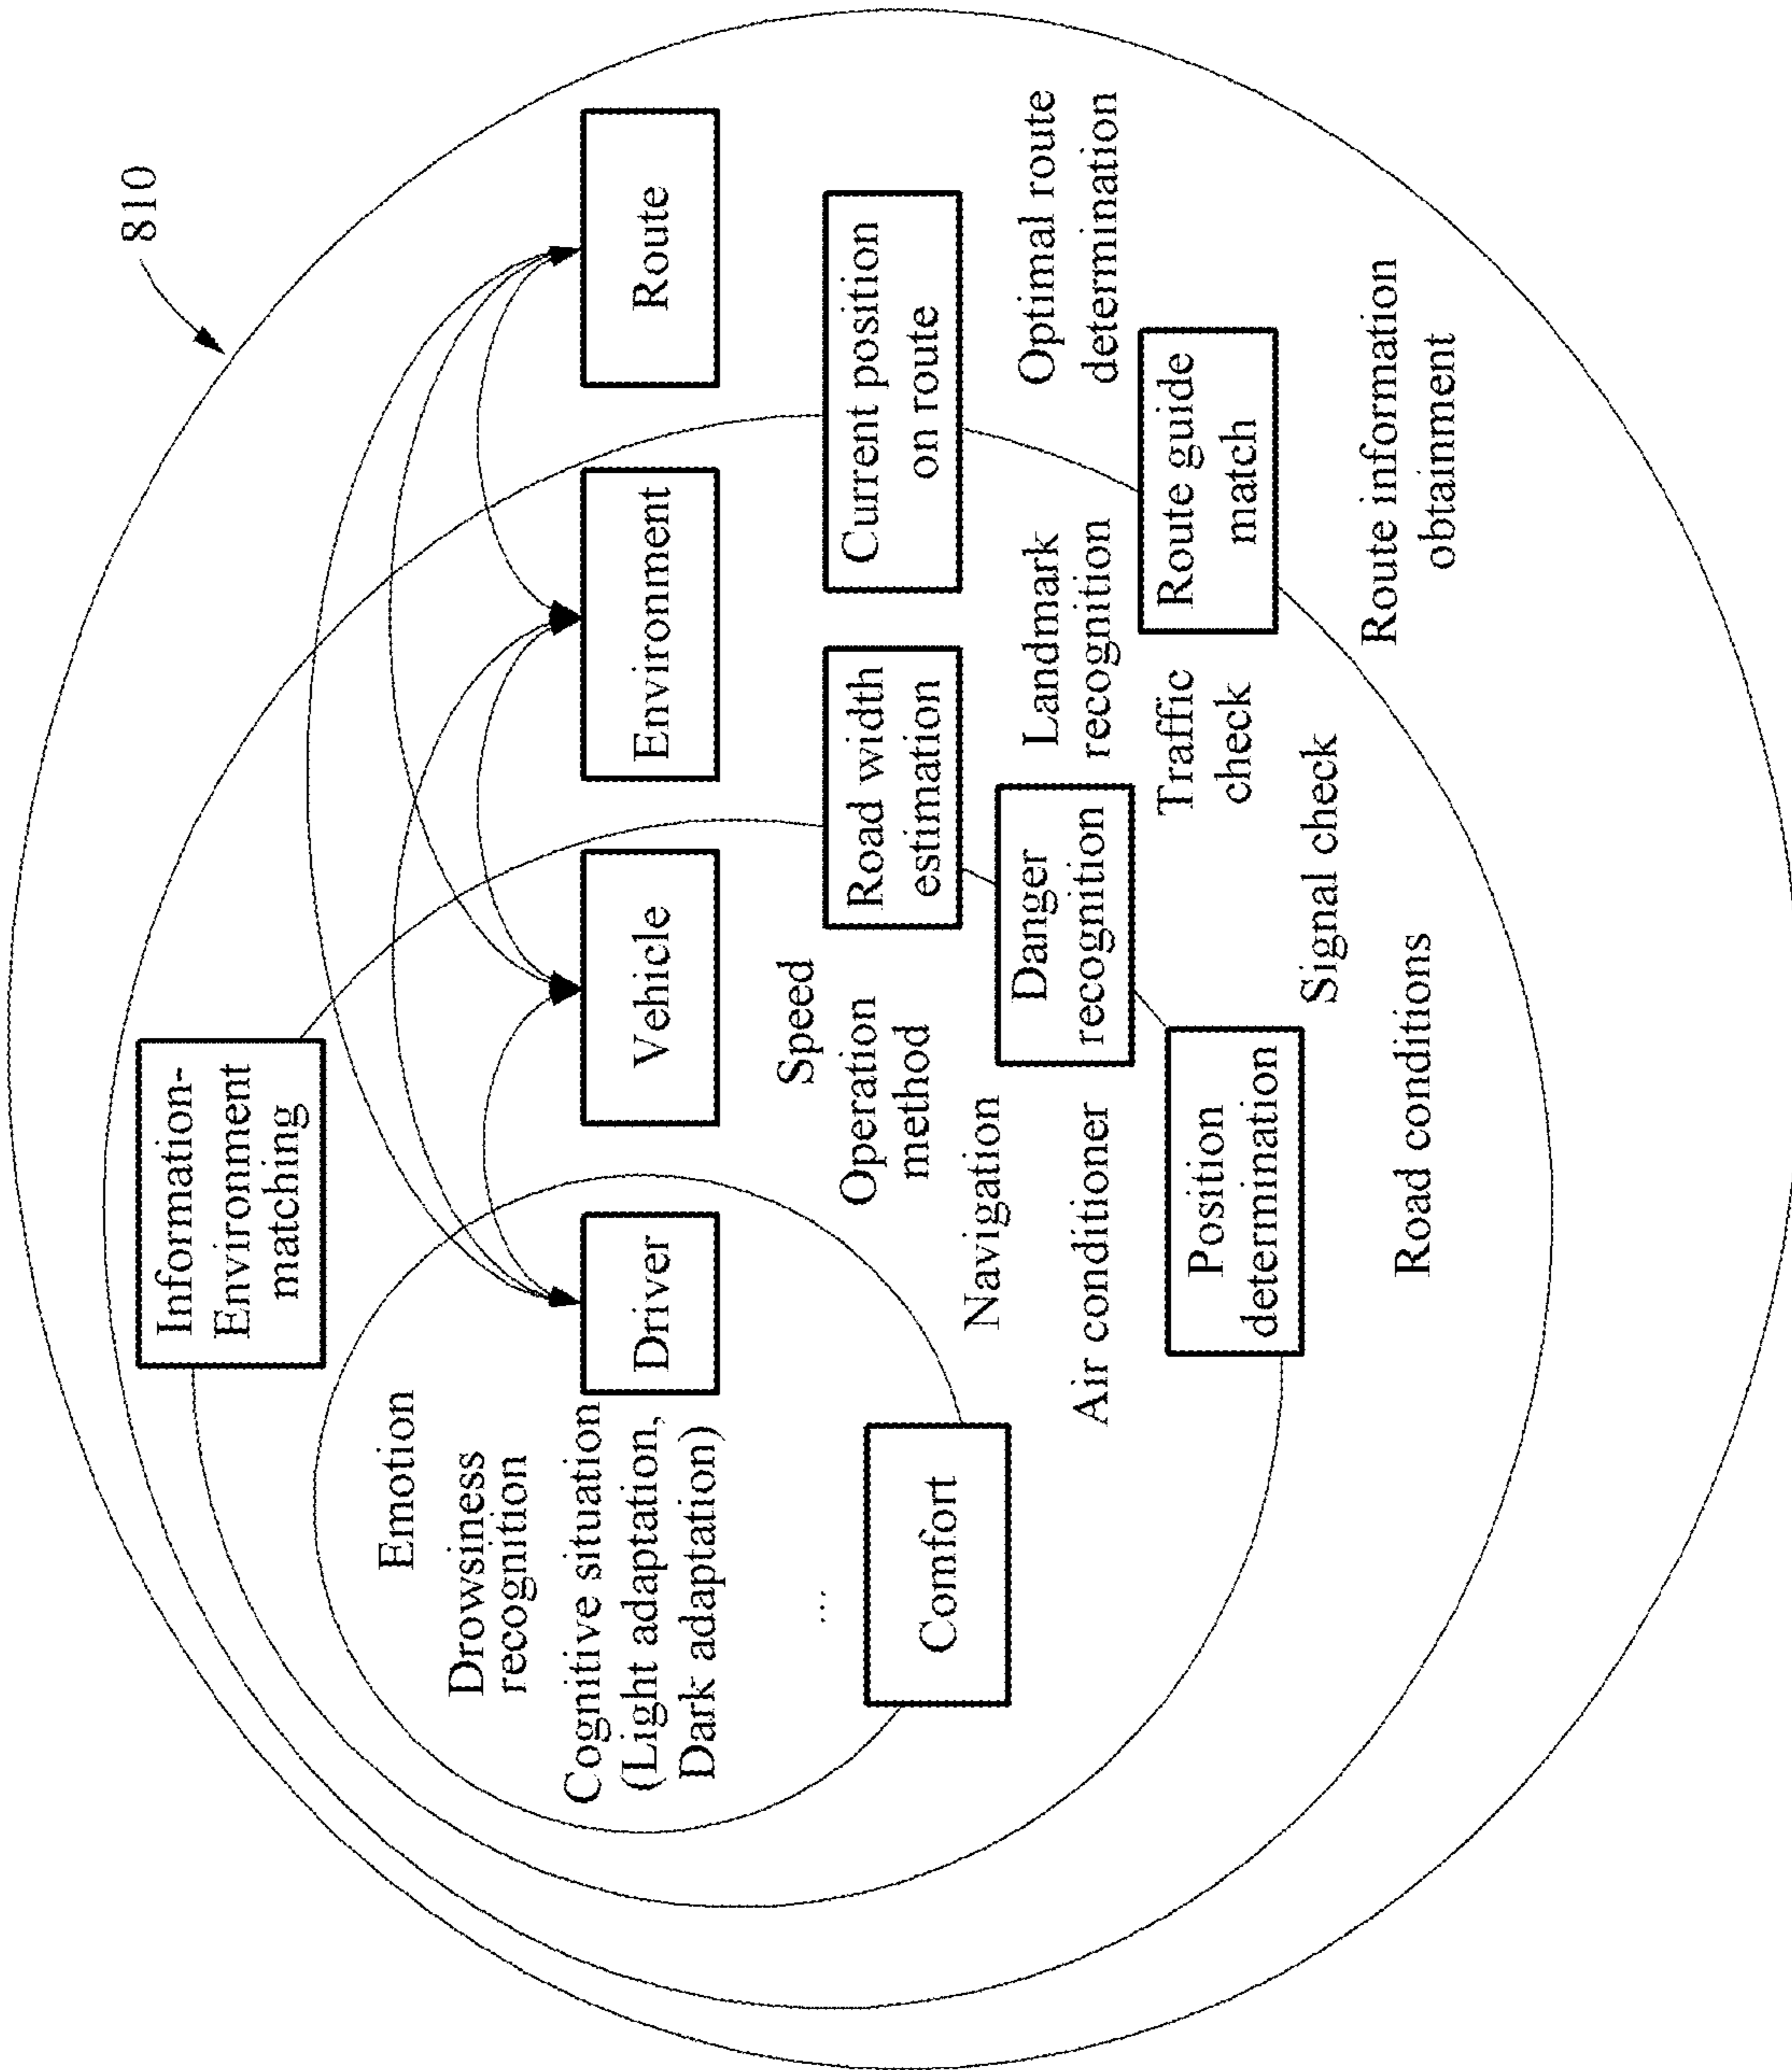 810
Information-
Environment
matching
Emotion
Drowsiness
recognition
Cognitive situation
(Light adaptation,
Dark adaptation)
...
Driver
Vehicle
Environment
Route
Comfort
Speed
Operation
method
Navigation
Air conditioner
Road width
estimation
Danger
recognition
Position
determination
Current position
on route
Landmark
recognition
Traffic
check
Signal check
Road conditions
Optimal route
determination
Route guide
match
Route information
obtainment